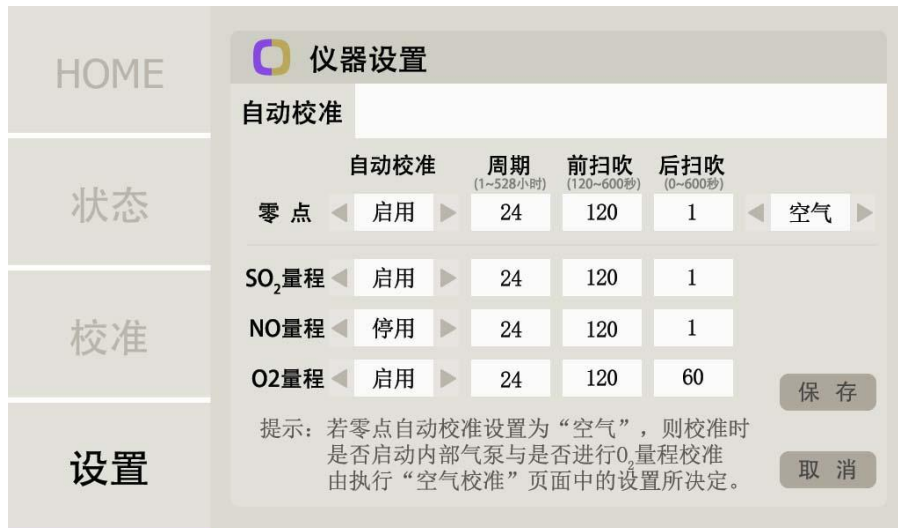 HOME
状态
校准
设置
仪器设置
自动校准
自动校准 周期 前扫吹 后扫吹
(1~528小时) (120~600秒) (0~600秒)
零 点 启用 24 120 1 空气
SO₂量程 启用 24 120 1
NO量程 停用 24 120 1
O2量程 启用 24 120 60
保 存
提示：若零点自动校准设置为“空气”，则校准时
是否启动内部气泵与是否进行O₂量程校准
由执行“空气校准”页面中的设置所决定。
取 消